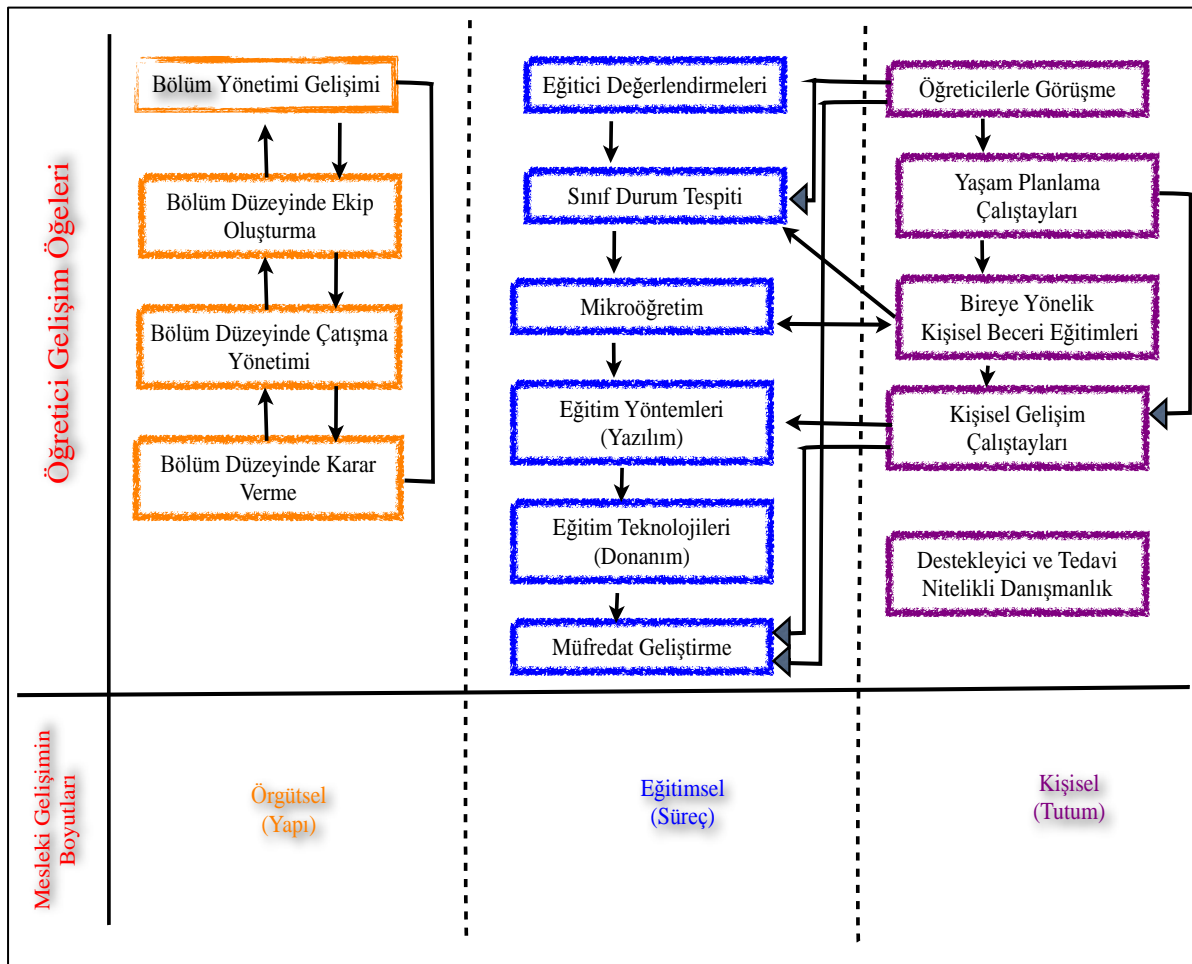 Öğretici Gelişim Öğeleri
Bölüm Yönetimi Gelişimi
Bölüm Düzeyinde Ekip
Oluşturma
Bölüm Düzeyinde Çatışma
Yönetimi
Bölüm Düzeyinde Karar
Verme
Eğitici Değerlendirmeleri
Sınıf Durum Tespiti
Mikroöğretim
Eğitim Yöntemleri
(Yazılım)
Eğitim Teknolojileri
(Donanım)
Müfredat Geliştirme
Öğreticilerle Görüşme
Yaşam Planlama
Çalıştayları
Bireye Yönelik
Kişisel Beceri Eğitimleri
Kişisel Gelişim
Çalıştayları
Destekleyici ve Tedavi
Nitelikli Danışmanlık
Mesleki Gelişimin
Boyutları
Örgütsel
(Yapı)
Eğitimsel
(Süreç)
Kişisel
(Tutum)